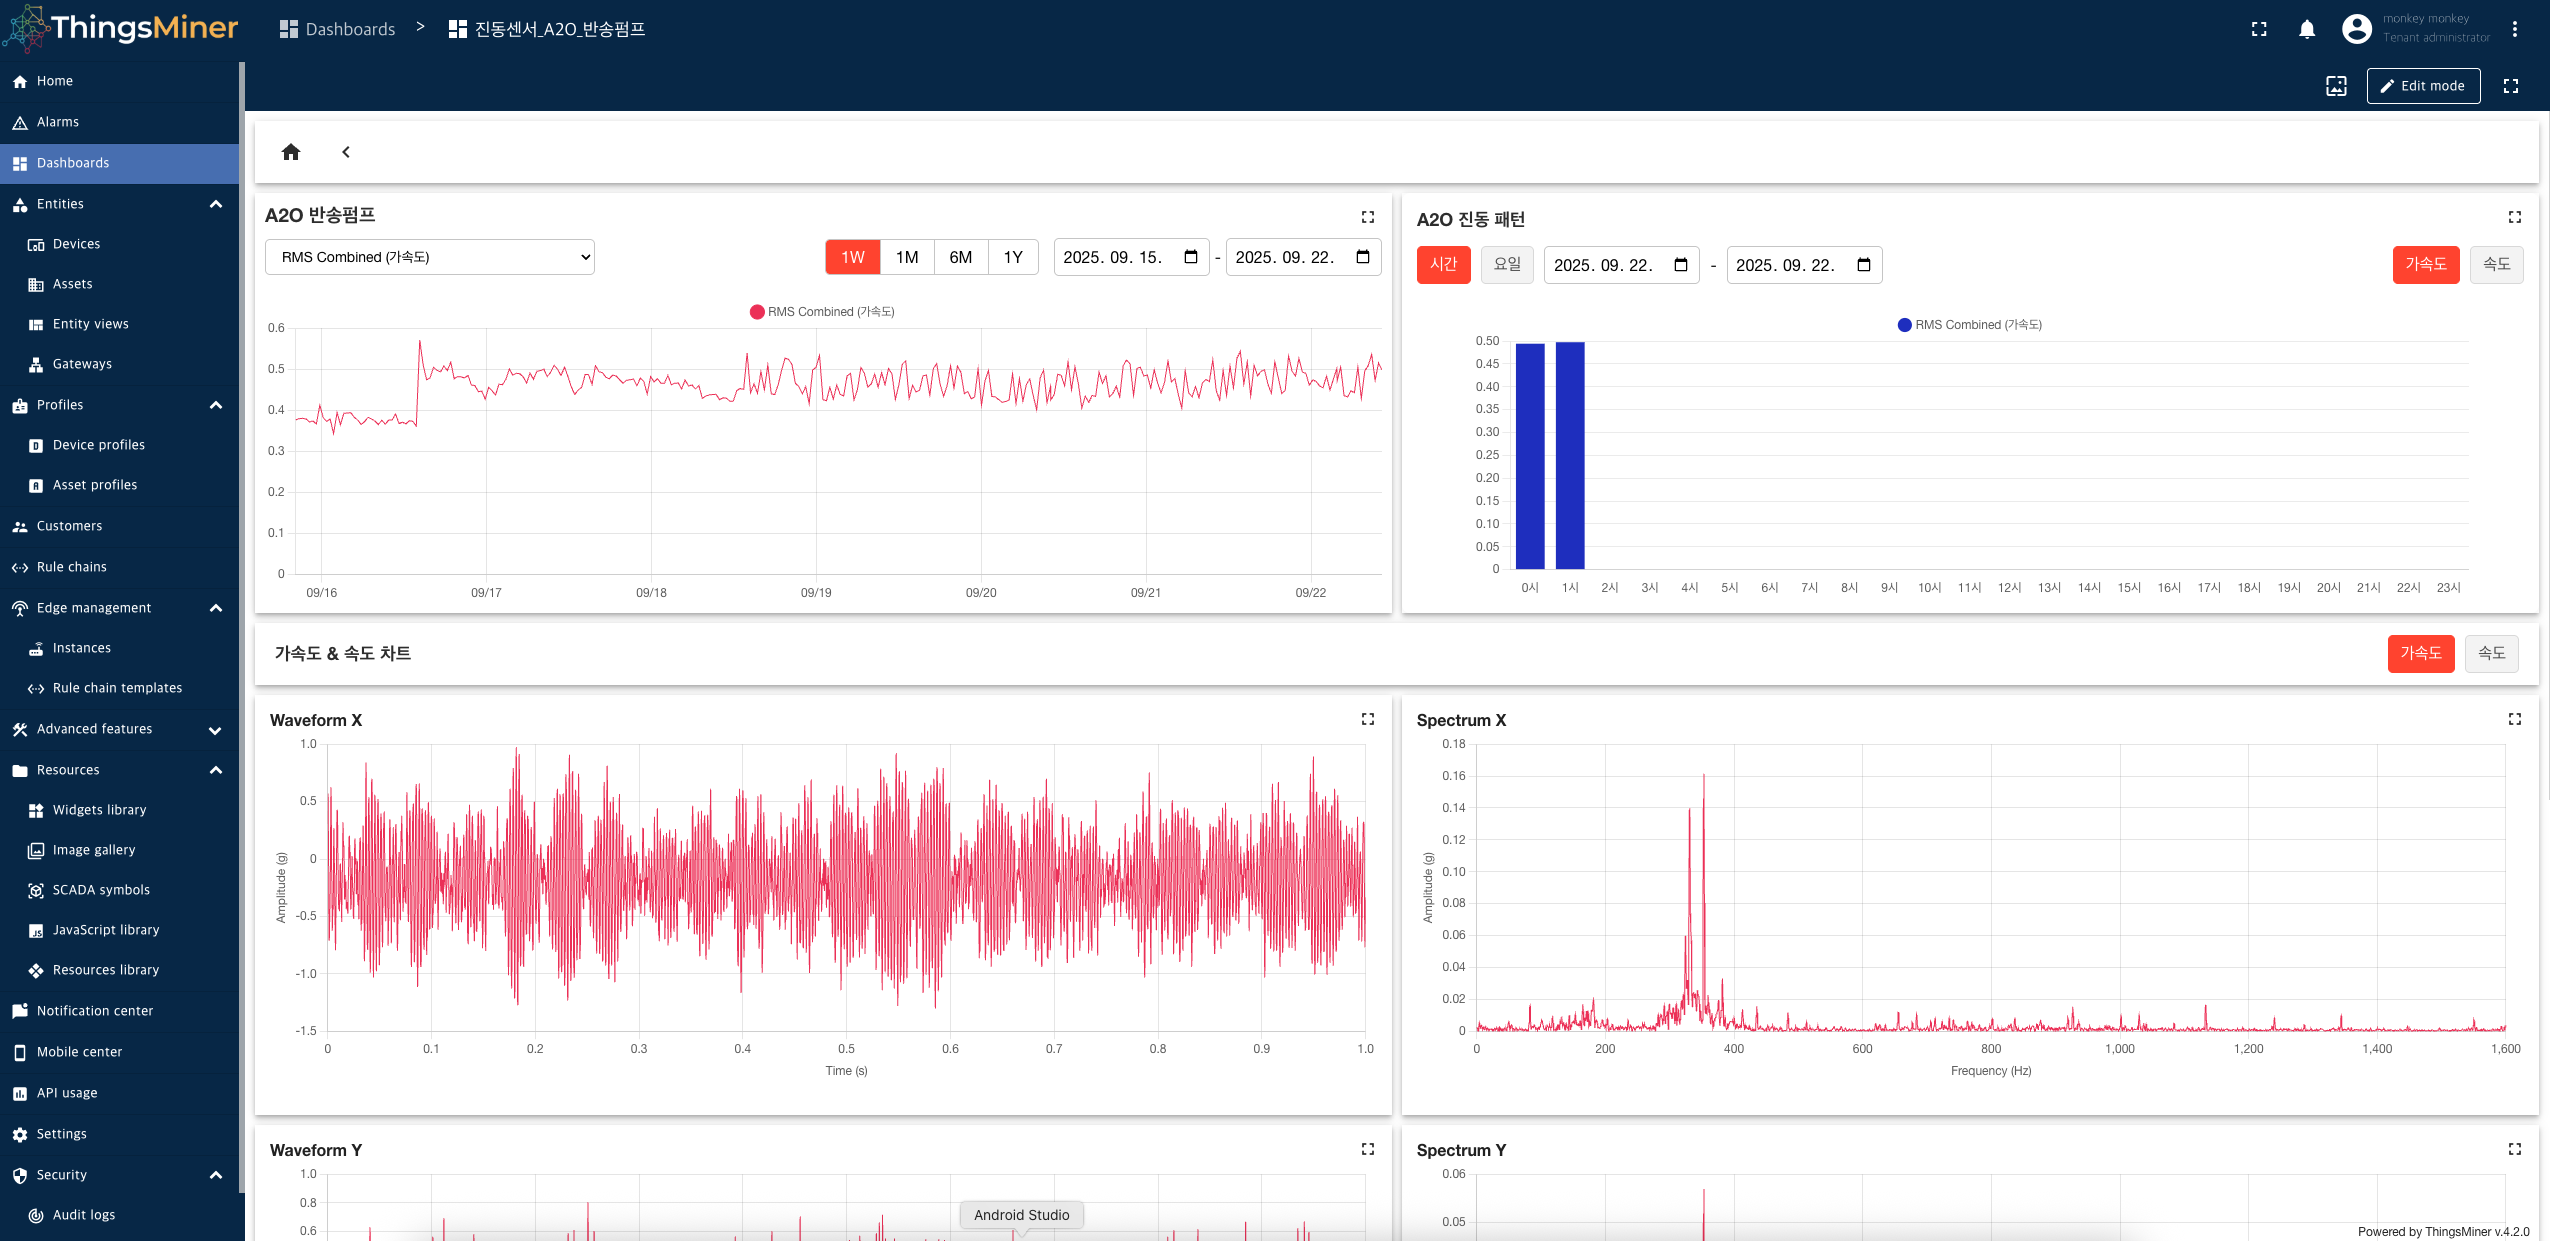 ThingsMiner
Dashboards > 진동센서_A2O_반송펌프
monkey monkey
Tenant administrator
Edit mode
Home
Alarms
Dashboards
Entities
Devices
Assets
Entity views
Gateways
Profiles
Device profiles
Asset profiles
Customers
Rule chains
Edge management
Instances
Rule chain templates
Advanced features
Resources
Widgets library
Image gallery
SCADA symbols
JavaScript library
Resources library
Notification center
Mobile center
API usage
Settings
Security
Audit logs
A2O 반송펌프
RMS Combined (가속도)
1W 1M 6M 1Y 2025. 09. 15. - 2025. 09. 22.
RMS Combined (가속도)
0.6
0.5
0.4
0.3
0.2
0.1
0
09/16 09/17 09/18 09/19 09/20 09/21 09/22
A2O 진동 패턴
시간 요일 2025. 09. 22. - 2025. 09. 22. 가속도 속도
RMS Combined (가속도)
0.50
0.45
0.40
0.35
0.30
0.25
0.20
0.15
0.10
0.05
0
0시 1시 2시 3시 4시 5시 6시 7시 8시 9시 10시 11시 12시 13시 14시 15시 16시 17시 18시 19시 20시 21시 22시 23시
가속도 & 속도 차트
가속도 속도
Waveform X
1.0
0.5
0
-0.5
-1.0
-1.5
Amplitude (g)
0 0.1 0.2 0.3 0.4 0.5 0.6 0.7 0.8 0.9 1.0
Time (s)
Spectrum X
0.18
0.16
0.14
0.12
0.10
0.08
0.06
0.04
0.02
0
Amplitude (g)
0 200 400 600 800 1,000 1,200 1,400 1,600
Frequency (Hz)
Waveform Y
1.0
0.8
0.6
Android Studio
Spectrum Y
0.06
0.05
Powered by ThingsMiner v.4.2.0